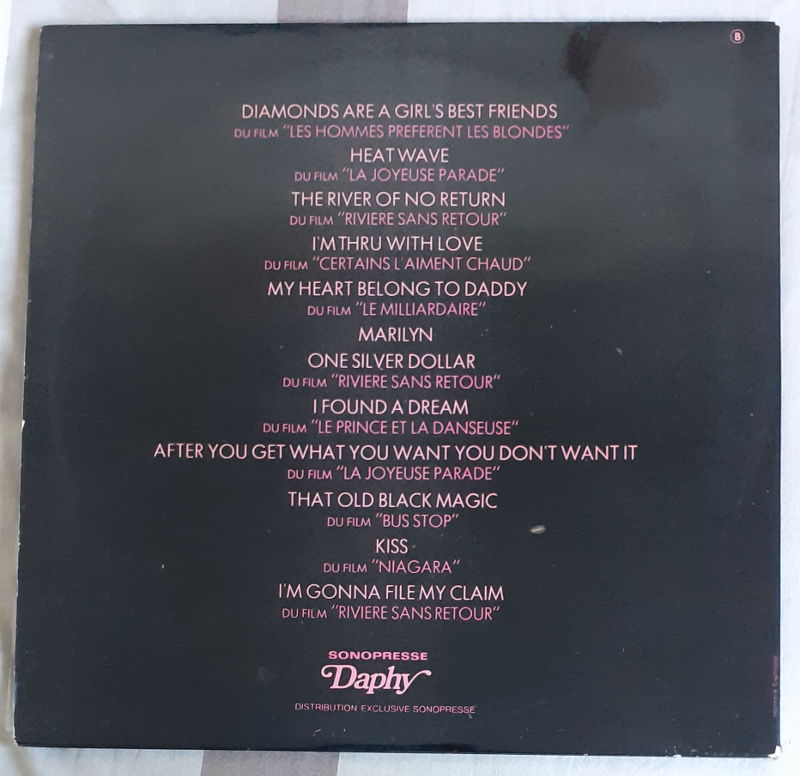 B
DIAMONDS ARE A GIRL'S BEST FRIENDS
DU FILM "LES HOMMES PREFERENT LES BLONDES"
HEAT WAVE
DU FILM "LA JOYEUSE PARADE"
THE RIVER OF NO RETURN
DU FILM "RIVIERE SANS RETOUR"
I'M THRU WITH LOVE
DU FILM "CERTAINS L'AIMENT CHAUD"
MY HEART BELONG TO DADDY
DU FILM "LE MILLIARDAIRE"
MARILYN
ONE SILVER DOLLAR
DU FILM "RIVIERE SANS RETOUR"
I FOUND A DREAM
DU FILM "LE PRINCE ET LA DANSEUSE"
AFTER YOU GET WHAT YOU WANT YOU DON'T WANT IT
DU FILM "LA JOYEUSE PARADE"
THAT OLD BLACK MAGIC
DU FILM "BUS STOP"
KISS
DU FILM "NIAGARA"
I'M GONNA FILE MY CLAIM
DU FILM "RIVIERE SANS RETOUR"
SONOPRESSE
Daphy
DISTRIBUTION EXCLUSIVE SONOPRESSE